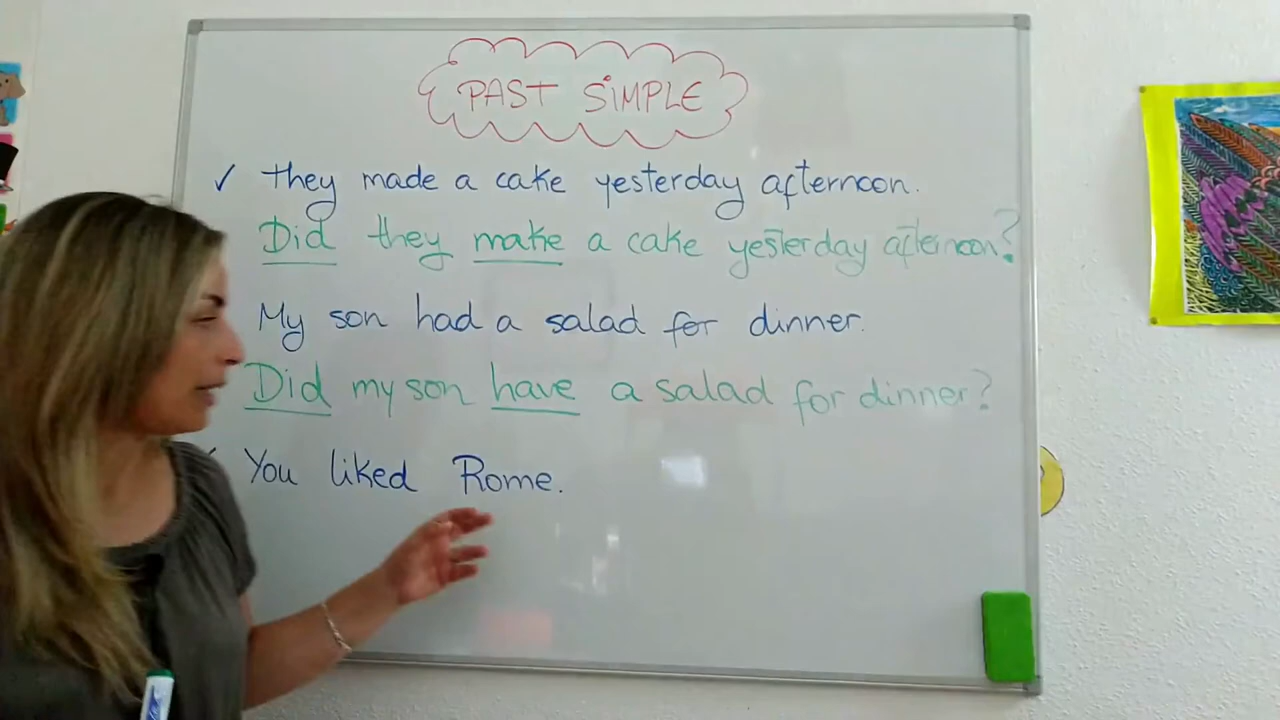 PAST SIMPLE
✓ They made a cake yesterday afternoon.
Did they make a cake yesterday afternoon?
My son had a salad for dinner.
Did my son have a salad for dinner?
You liked Rome.